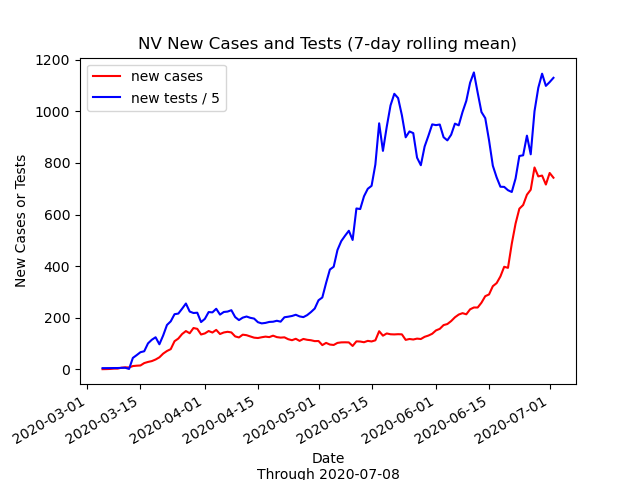 NV New Cases and Tests (7-day rolling mean)
new cases
new tests / 5
1200
1000
800
600
400
200
0
New Cases or Tests
2020-03-01
2020-03-15
2020-04-01
2020-04-15
2020-05-01
2020-05-15
2020-06-01
2020-06-15
2020-07-01
Date
Through 2020-07-08